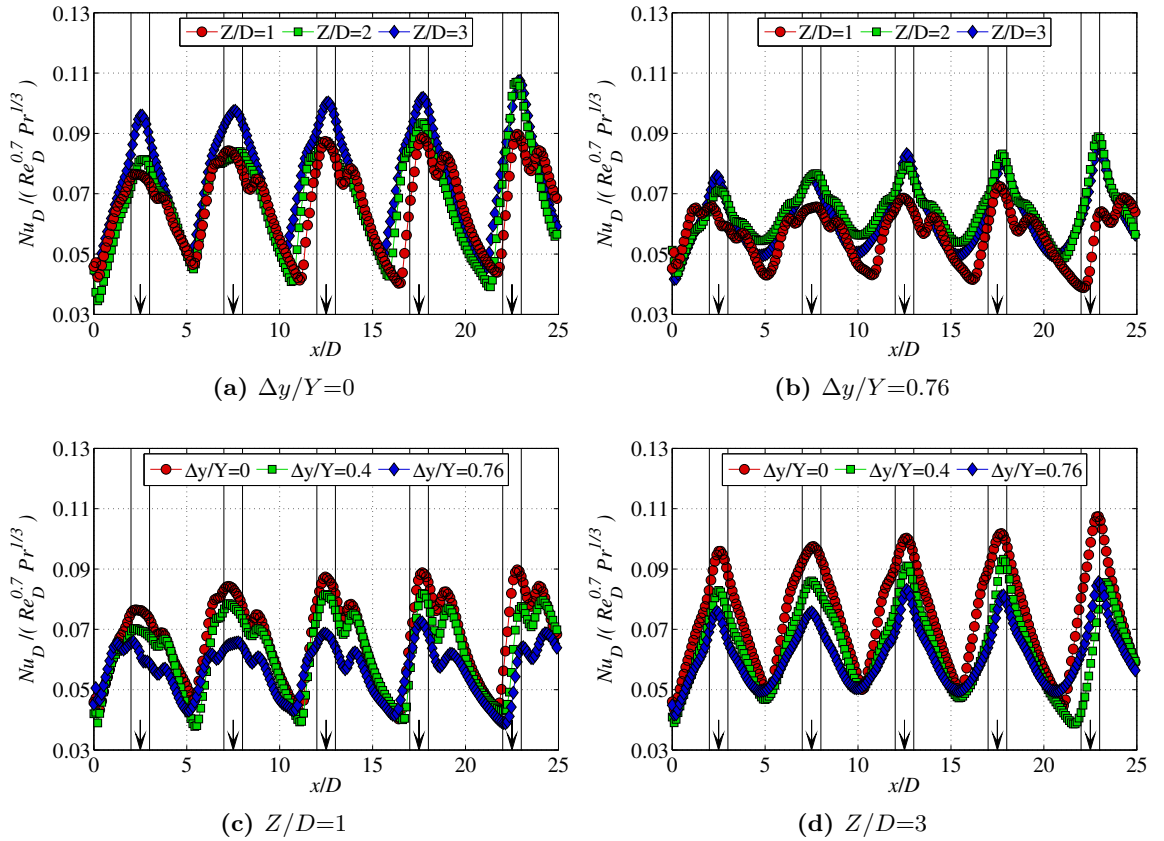 Z/D=1 Z/D=2 Z/D=3
Nu_D /( Re_D^0.7 Pr^1/3 )
0.13
0.11
0.09
0.07
0.05
0.03
0 5 10 15 20 25
x/D
(a) Δy/Y=0
Z/D=1 Z/D=2 Z/D=3
Nu_D /( Re_D^0.7 Pr^1/3 )
0.13
0.11
0.09
0.07
0.05
0.03
0 5 10 15 20 25
x/D
(b) Δy/Y=0.76
Δy/Y=0 Δy/Y=0.4 Δy/Y=0.76
Nu_D /( Re_D^0.7 Pr^1/3 )
0.13
0.11
0.09
0.07
0.05
0.03
0 5 10 15 20 25
x/D
(c) Z/D=1
Δy/Y=0 Δy/Y=0.4 Δy/Y=0.76
Nu_D /( Re_D^0.7 Pr^1/3 )
0.13
0.11
0.09
0.07
0.05
0.03
0 5 10 15 20 25
x/D
(d) Z/D=3